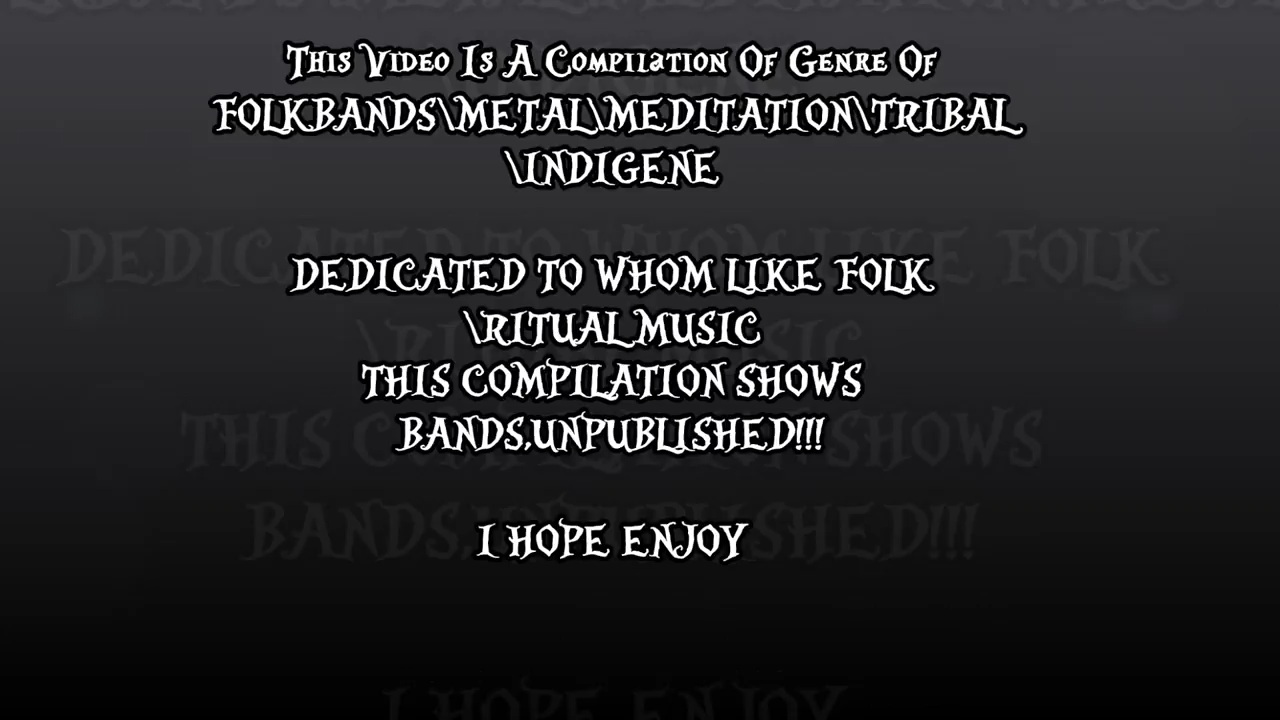 This Video Is A Compilation Of Genre Of
FOLKBANDS\METAL\MEDITATION\TRIBAL
\INDIGENE
DEDICATED TO WHOM LIKE FOLK
\RITUAL MUSIC
THIS COMPILATION SHOWS
BANDS,UNPUBLISHED!!!
I HOPE ENJOY